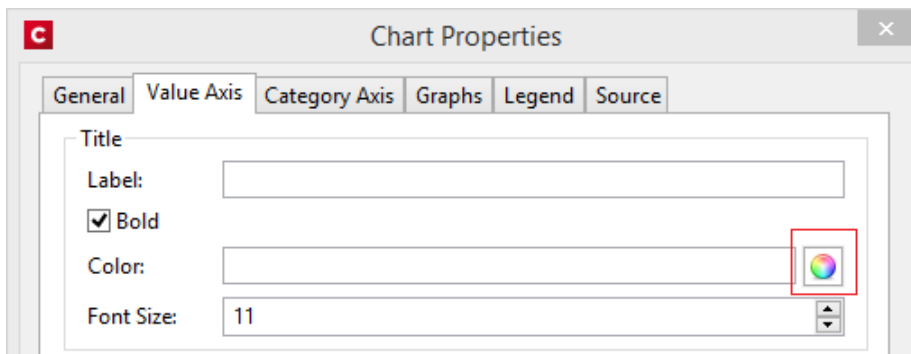 C Chart Properties
General Value Axis Category Axis Graphs Legend Source
Title
Label:
Bold
Color:
Font Size: 11